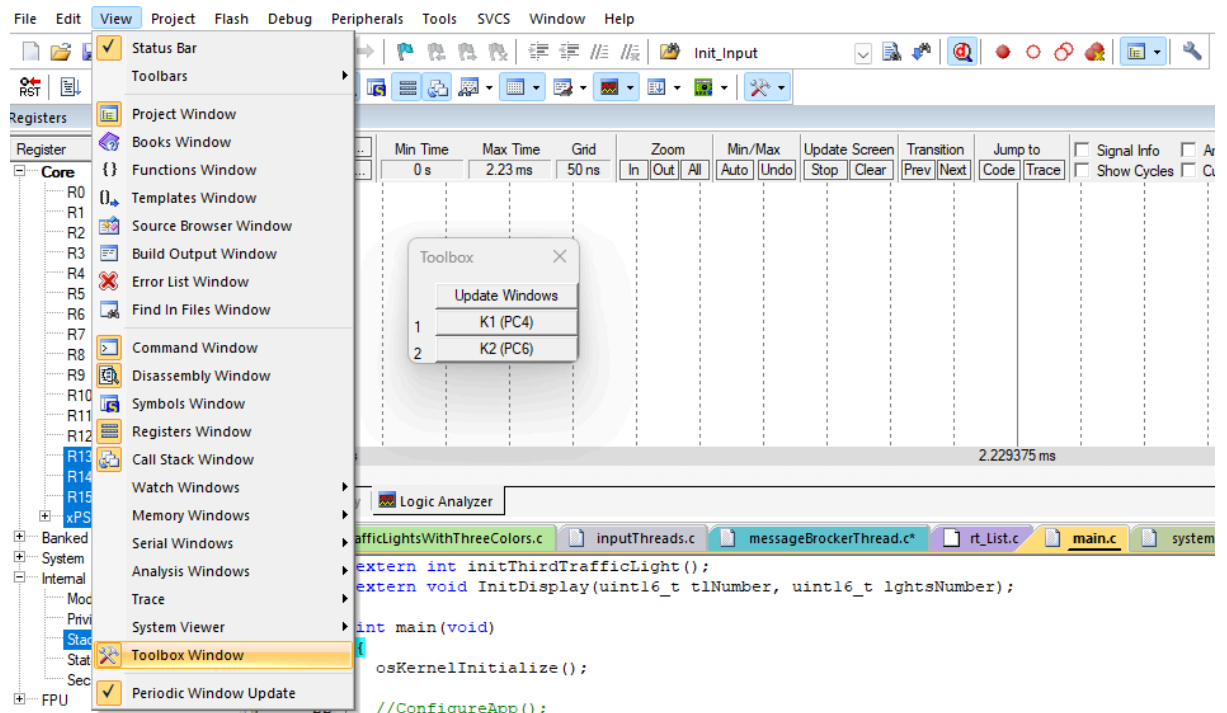 File Edit View Project Flash Debug Peripherals Tools SVCS Window Help
Status Bar
Init_Input
Toolbars
RST
Project Window
Registers
Books Window
Register
Min Time Max Time Grid Zoom Min/Max Update Screen Transition Jump to Signal Info
0 s 2.23 ms 50 ns In Out All Auto Undo Stop Clear Prev Next Code Trace Show Cycles
Core
Functions Window
R0
Templates Window
R1
Source Browser Window
R2
R3
Build Output Window
Toolbox
R4
Error List Window
R5
Update Windows
R6
Find In Files Window
1 K1 (PC4)
R7
Command Window
2 K2 (PC6)
R8
R9
Disassembly Window
R10
Symbols Window
R11
R12
Registers Window
R13
Call Stack Window
2.229375 ms
R14
Watch Windows
R15
Logic Analyzer
xPS
Memory Windows
Banked
Serial Windows
afficLightsWithThreeColors.c inputThreads.c messageBrockerThread.c* rt_List.c main.c system
System
Analysis Windows
extern int initThirdTrafficLight();
Internal
extern void InitDisplay(uint16_t tlNumber, uint16_t lghtsNumber);
Mod
Trace
Privi
System Viewer
int main(void)
Stac
Toolbox Window
{
Stat
osKernelInitialize();
Sec
Periodic Window Update
FPU
//ConfigureApp();